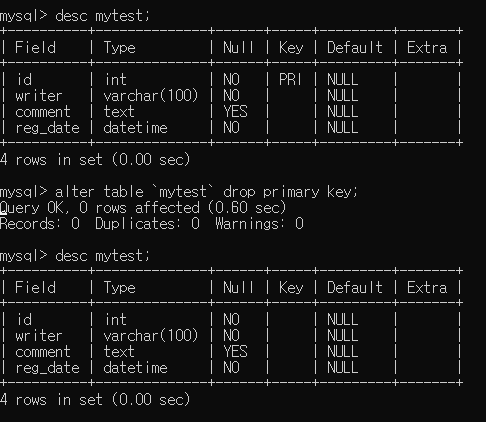 mysql> desc mytest;
+----------+--------------+------+-----+---------+-------+
| Field    | Type         | Null | Key | Default | Extra |
+----------+--------------+------+-----+---------+-------+
| id       | int          | NO   | PRI | NULL    |       |
| writer   | varchar(100) | NO   |     | NULL    |       |
| comment  | text         | YES  |     | NULL    |       |
| reg_date | datetime     | NO   |     | NULL    |       |
+----------+--------------+------+-----+---------+-------+
4 rows in set (0.00 sec)
mysql> alter table `mytest` drop primary key;
Query OK, 0 rows affected (0.60 sec)
Records: 0  Duplicates: 0  Warnings: 0
mysql> desc mytest;
+----------+--------------+------+-----+---------+-------+
| Field    | Type         | Null | Key | Default | Extra |
+----------+--------------+------+-----+---------+-------+
| id       | int          | NO   |     | NULL    |       |
| writer   | varchar(100) | NO   |     | NULL    |       |
| comment  | text         | YES  |     | NULL    |       |
| reg_date | datetime     | NO   |     | NULL    |       |
+----------+--------------+------+-----+---------+-------+
4 rows in set (0.00 sec)